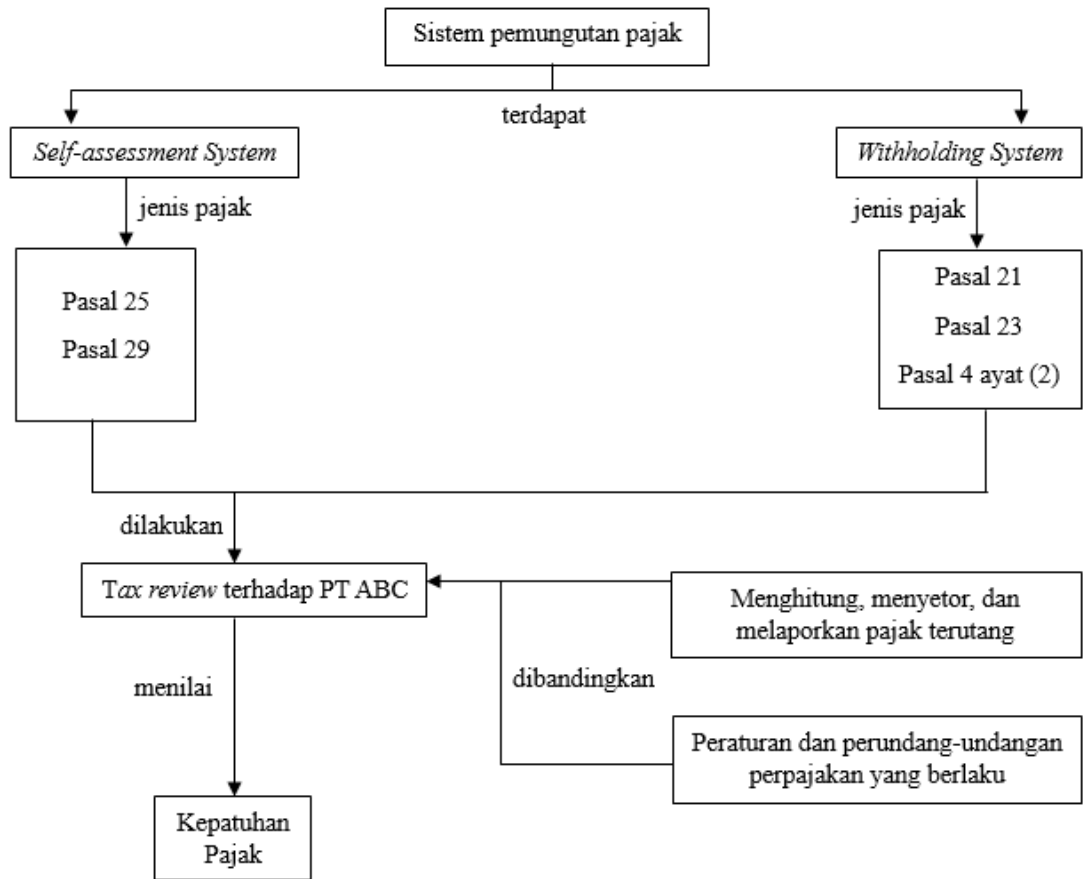 Sistem pemungutan pajak
terdapat
Self-assessment System
Withholding System
jenis pajak
jenis pajak
Pasal 25
Pasal 29
Pasal 21
Pasal 23
Pasal 4 ayat (2)
dilakukan
Tax review terhadap PT ABC
Menghitung, menyetor, dan
melaporkan pajak terutang
menilai
dibandingkan
Peraturan dan perundang-undangan
perpajakan yang berlaku
Kepatuhan
Pajak